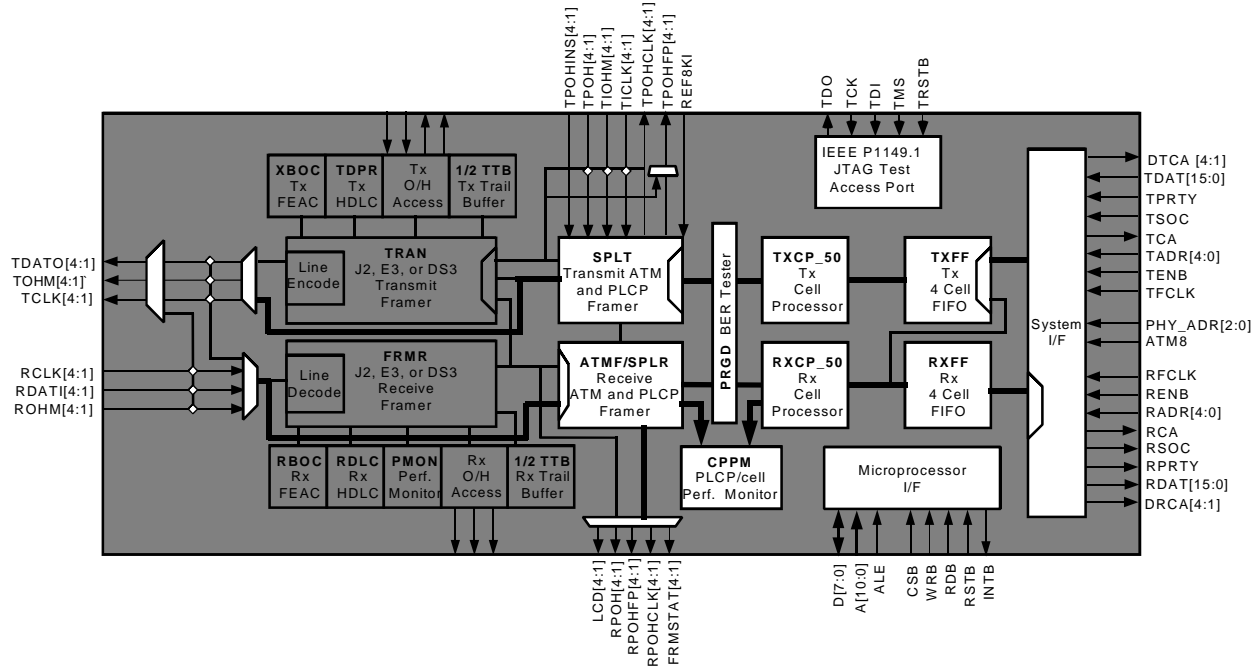 TPOHINS[4:1]
TPOH[4:1]
TIOHM[4:1]
TICLK[4:1]
TPOHCLK[4:1]
TPOHFP[4:1]
REF8KI
TDO
TCK
TDI
TMS
TRSTB
XBOC
Tx
FEAC
TDPR
Tx
HDLC
Tx
O/H
Access
1/2 TTB
Tx Trail
Buffer
IEEE P1149.1
JTAG Test
Access Port
TDATO[4:1]
TOHM[4:1]
TCLK[4:1]
Line
Encode
TRAN
J2, E3, or DS3
Transmit
Framer
SPLT
Transmit ATM
and PLCP
Framer
PRGD BER Tester
TXCP_50
Tx
Cell
Processor
TXFF
Tx
4 Cell
FIFO
System
I/F
DTCA [4:1]
TDAT[15:0]
TPRTY
TSOC
TCA
TADR[4:0]
TENB
TFCLK
PHY_ADR[2:0]
ATM8
RFCLK
RENB
RADR[4:0]
RCA
RSOC
RPRTY
RDAT[15:0]
DRCA[4:1]
RCLK[4:1]
RDATI[4:1]
ROHM[4:1]
Line
Decode
FRMR
J2, E3, or DS3
Receive
Framer
ATMF/SPLR
Receive
ATM and PLCP
Framer
RXCP_50
Rx
Cell
Processor
RXFF
Rx
4 Cell
FIFO
RBOC
Rx
FEAC
RDLC
Rx
HDLC
PMON
Perf.
Monitor
Rx
O/H
Access
1/2 TTB
Rx Trail
Buffer
CPPM
PLCP/cell
Perf. Monitor
Microprocessor
I/F
LCD[4:1]
RPOH[4:1]
RPOHFP[4:1]
RPOHCLK[4:1]
FRMSTAT[4:1]
D[7:0]
A[10:0]
ALE
CSB
WRB
RDB
RSTB
INTB